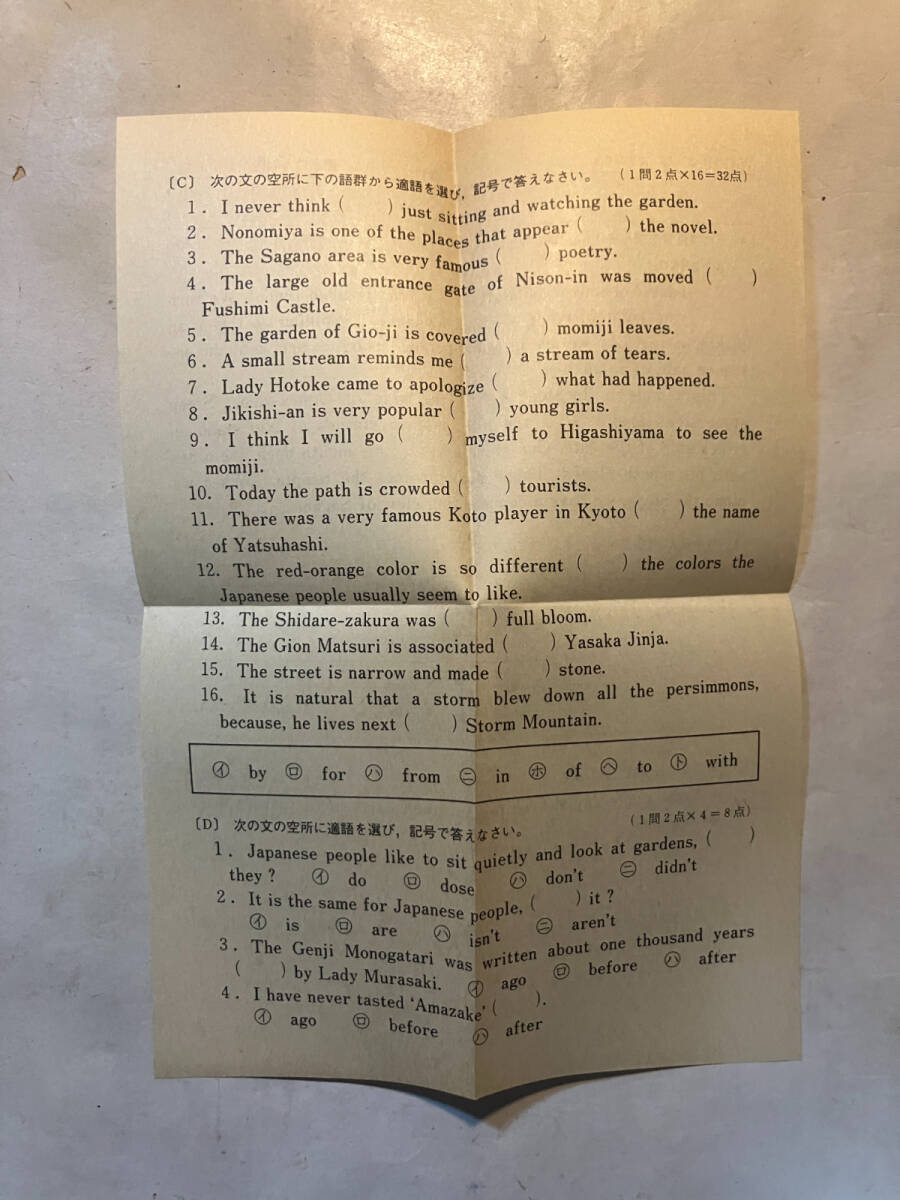 〔C〕 次の文の空所に下の語群から適語を選び，記号で答えなさい。 （1問2点×16＝32点）
1. I never think (　　) just sitting and watching the garden.
2. Nonomiya is one of the places that appear (　　) the novel.
3. The Sagano area is very famous (　　) poetry.
4. The large old entrance gate of Nison-in was moved (　　)
Fushimi Castle.
5. The garden of Gio-ji is covered (　　) momiji leaves.
6. A small stream reminds me (　　) a stream of tears.
7. Lady Hotoke came to apologize (　　) what had happened.
8. Jikishi-an is very popular (　　) young girls.
9. I think I will go (　　) myself to Higashiyama to see the
momiji.
10. Today the path is crowded (　　) tourists.
11. There was a very famous Koto player in Kyoto (　　) the name
of Yatsuhashi.
12. The red-orange color is so different (　　) the colors the
Japanese people usually seem to like.
13. The Shidare-zakura was (　　) full bloom.
14. The Gion Matsuri is associated (　　) Yasaka Jinja.
15. The street is narrow and made (　　) stone.
16. It is natural that a storm blew down all the persimmons,
because, he lives next (　　) Storm Mountain.
㋑ by ㋺ for ㋩ from ㋥ in ㋭ of ㋬ to ㋣ with
〔D〕 次の文の空所に適語を選び，記号で答えなさい。 （1問2点×4＝8点）
1. Japanese people like to sit quietly and look at gardens, (　　)
they? ㋑ do ㋺ dose ㋩ don't ㋥ didn't
2. It is the same for Japanese people, (　　) it?
㋑ is ㋺ are ㋩ isn't ㋥ aren't
3. The Genji Monogatari was written about one thousand years
(　　) by Lady Murasaki. ㋑ ago ㋺ before ㋩ after
4. I have never tasted 'Amazake' (　　).
㋑ ago ㋺ before ㋩ after